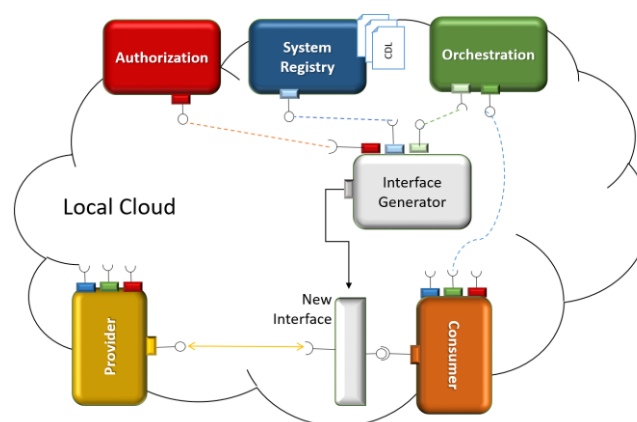 Authorization
System
Registry
CDL
Orchestration
Interface
Generator
Local Cloud
New
Interface
Provider
Consumer